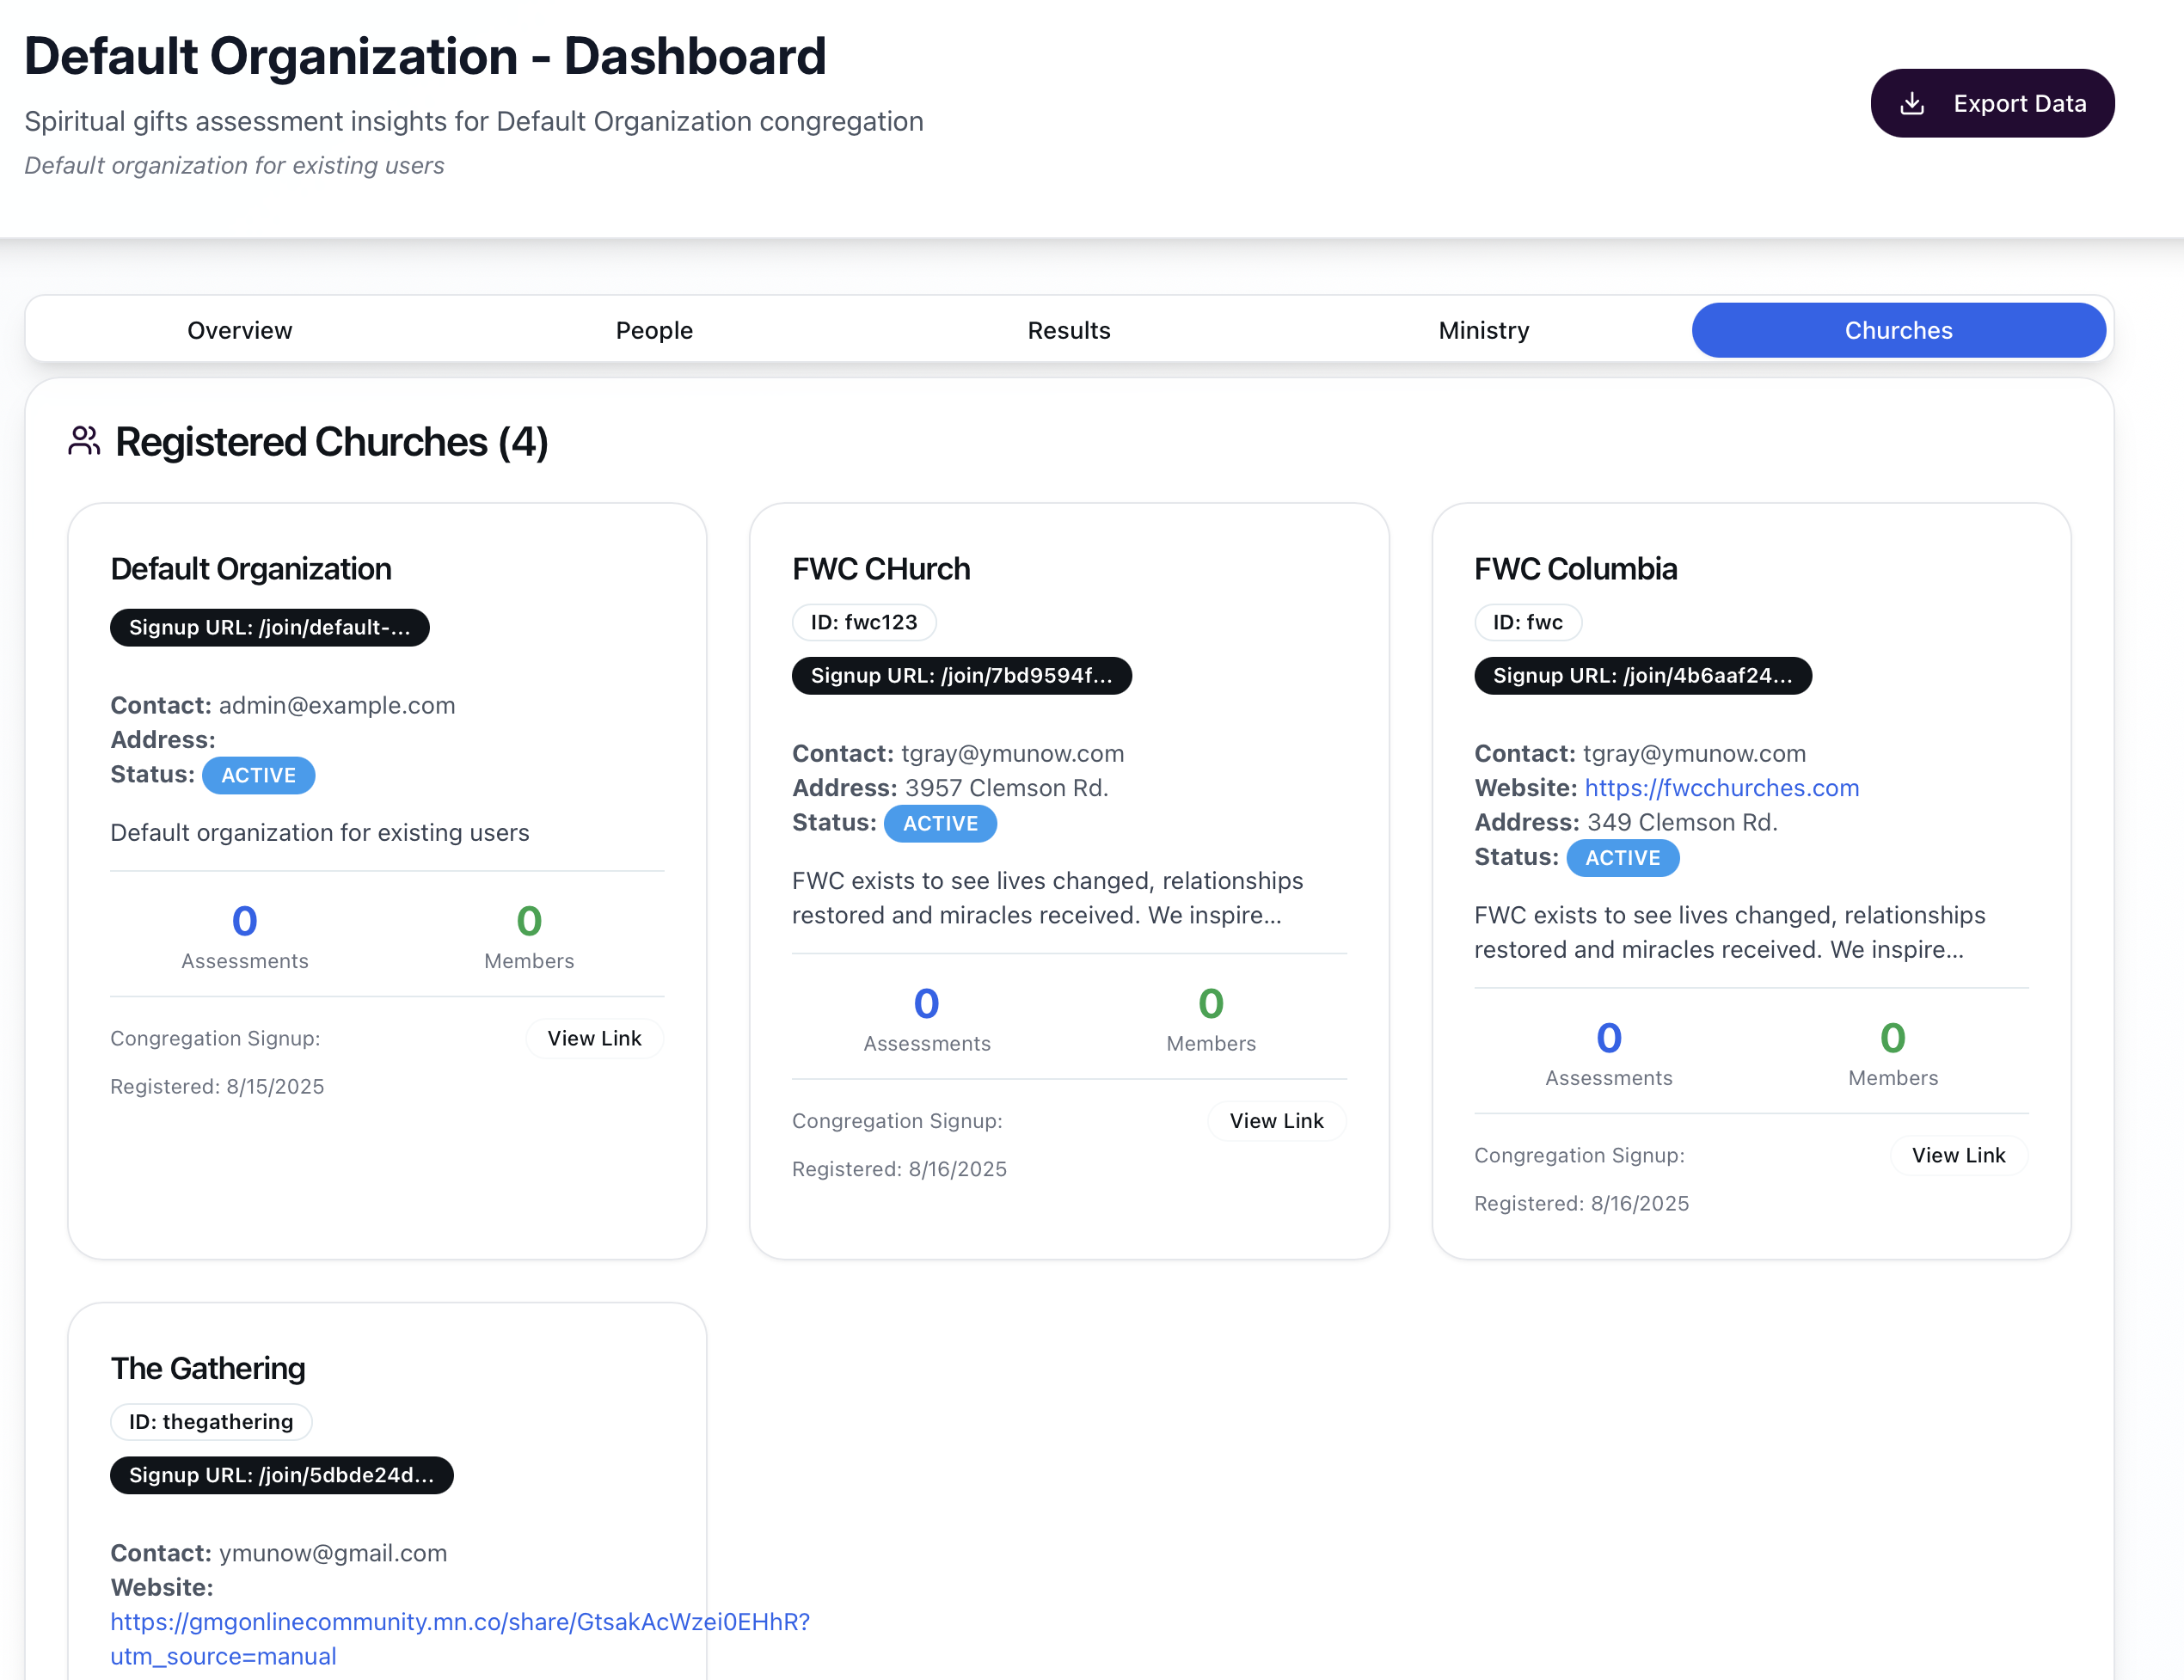 Default Organization - Dashboard
Spiritual gifts assessment insights for Default Organization congregation
Default organization for existing users
Export Data
Overview
People
Results
Ministry
Churches
Registered Churches (4)
Default Organization
Signup URL: /join/default-...
Contact: admin@example.com
Address:
Status: ACTIVE
Default organization for existing users
0
Assessments
0
Members
Congregation Signup:
View Link
Registered: 8/15/2025
FWC CHurch
ID: fwc123
Signup URL: /join/7bd9594f...
Contact: tgray@ymunow.com
Address: 3957 Clemson Rd.
Status: ACTIVE
FWC exists to see lives changed, relationships
restored and miracles received. We inspire...
0
Assessments
0
Members
Congregation Signup:
View Link
Registered: 8/16/2025
FWC Columbia
ID: fwc
Signup URL: /join/4b6aaf24...
Contact: tgray@ymunow.com
Website: https://fwcchurches.com
Address: 349 Clemson Rd.
Status: ACTIVE
FWC exists to see lives changed, relationships
restored and miracles received. We inspire...
0
Assessments
0
Members
Congregation Signup:
View Link
Registered: 8/16/2025
The Gathering
ID: thegathering
Signup URL: /join/5dbde24d...
Contact: ymunow@gmail.com
Website:
https://gmgonlinecommunity.mn.co/share/GtsakAcWzei0EHhR?
utm_source=manual